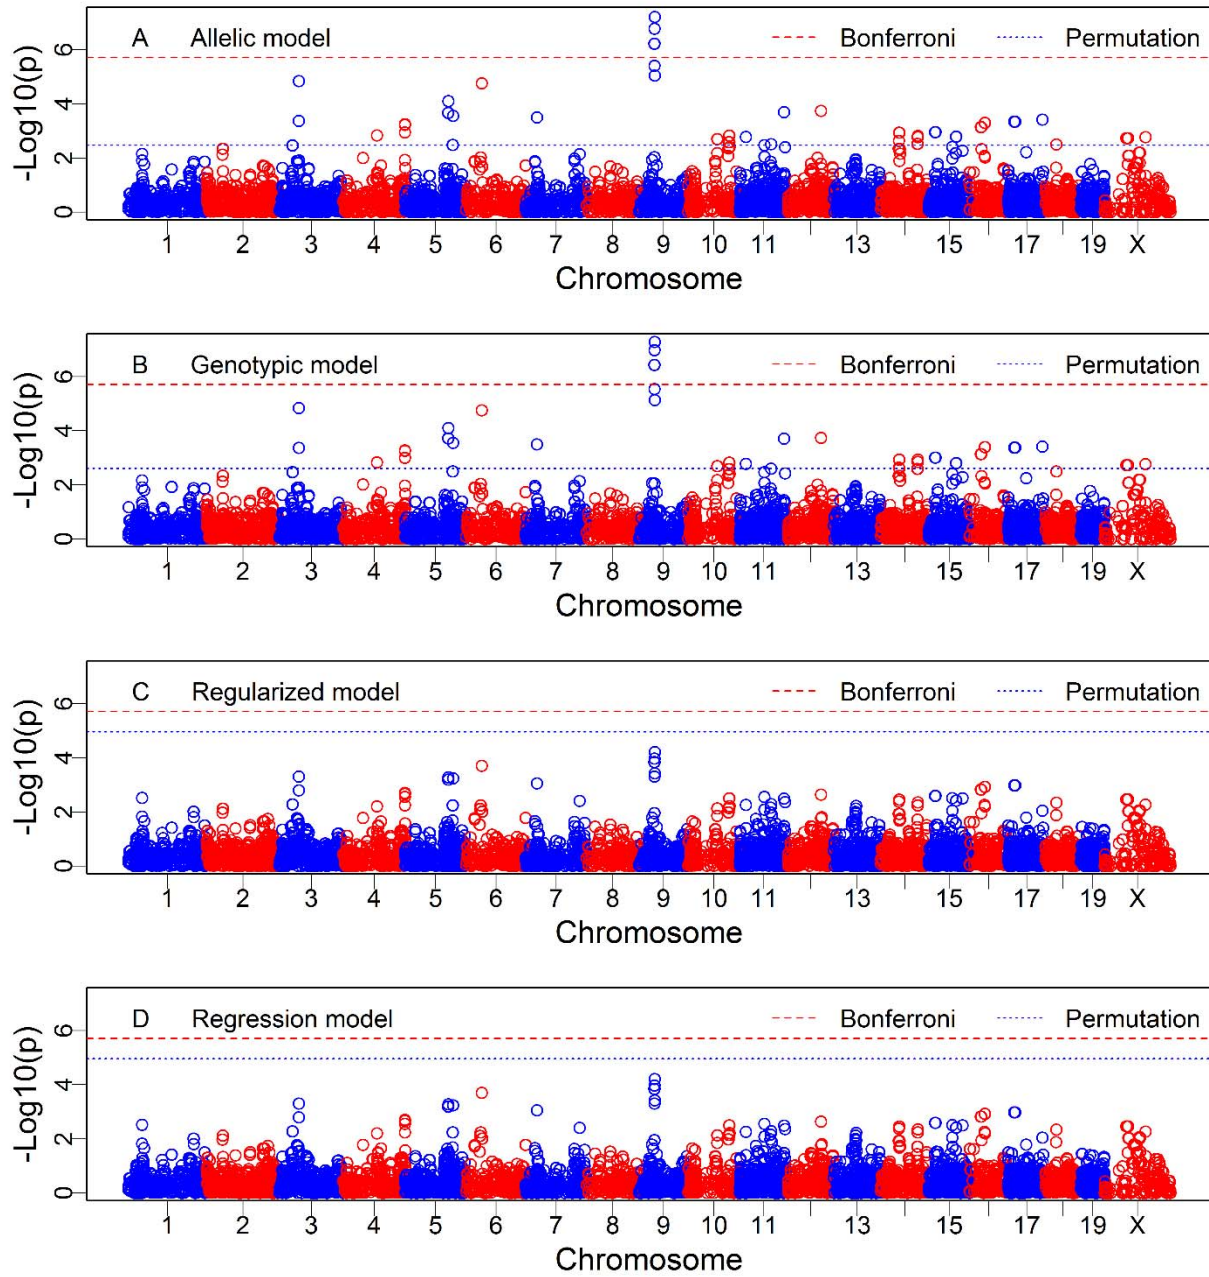 A Allelic model Bonferroni Permutation
-Log10(p)
6
4
2
0
1 2 3 4 5 6 7 8 9 10 11 13 15 17 19 X
Chromosome
B Genotypic model Bonferroni Permutation
-Log10(p)
6
4
2
0
1 2 3 4 5 6 7 8 9 10 11 13 15 17 19 X
Chromosome
C Regularized model Bonferroni Permutation
-Log10(p)
6
4
2
0
1 2 3 4 5 6 7 8 9 10 11 13 15 17 19 X
Chromosome
D Regression model Bonferroni Permutation
-Log10(p)
6
4
2
0
1 2 3 4 5 6 7 8 9 10 11 13 15 17 19 X
Chromosome